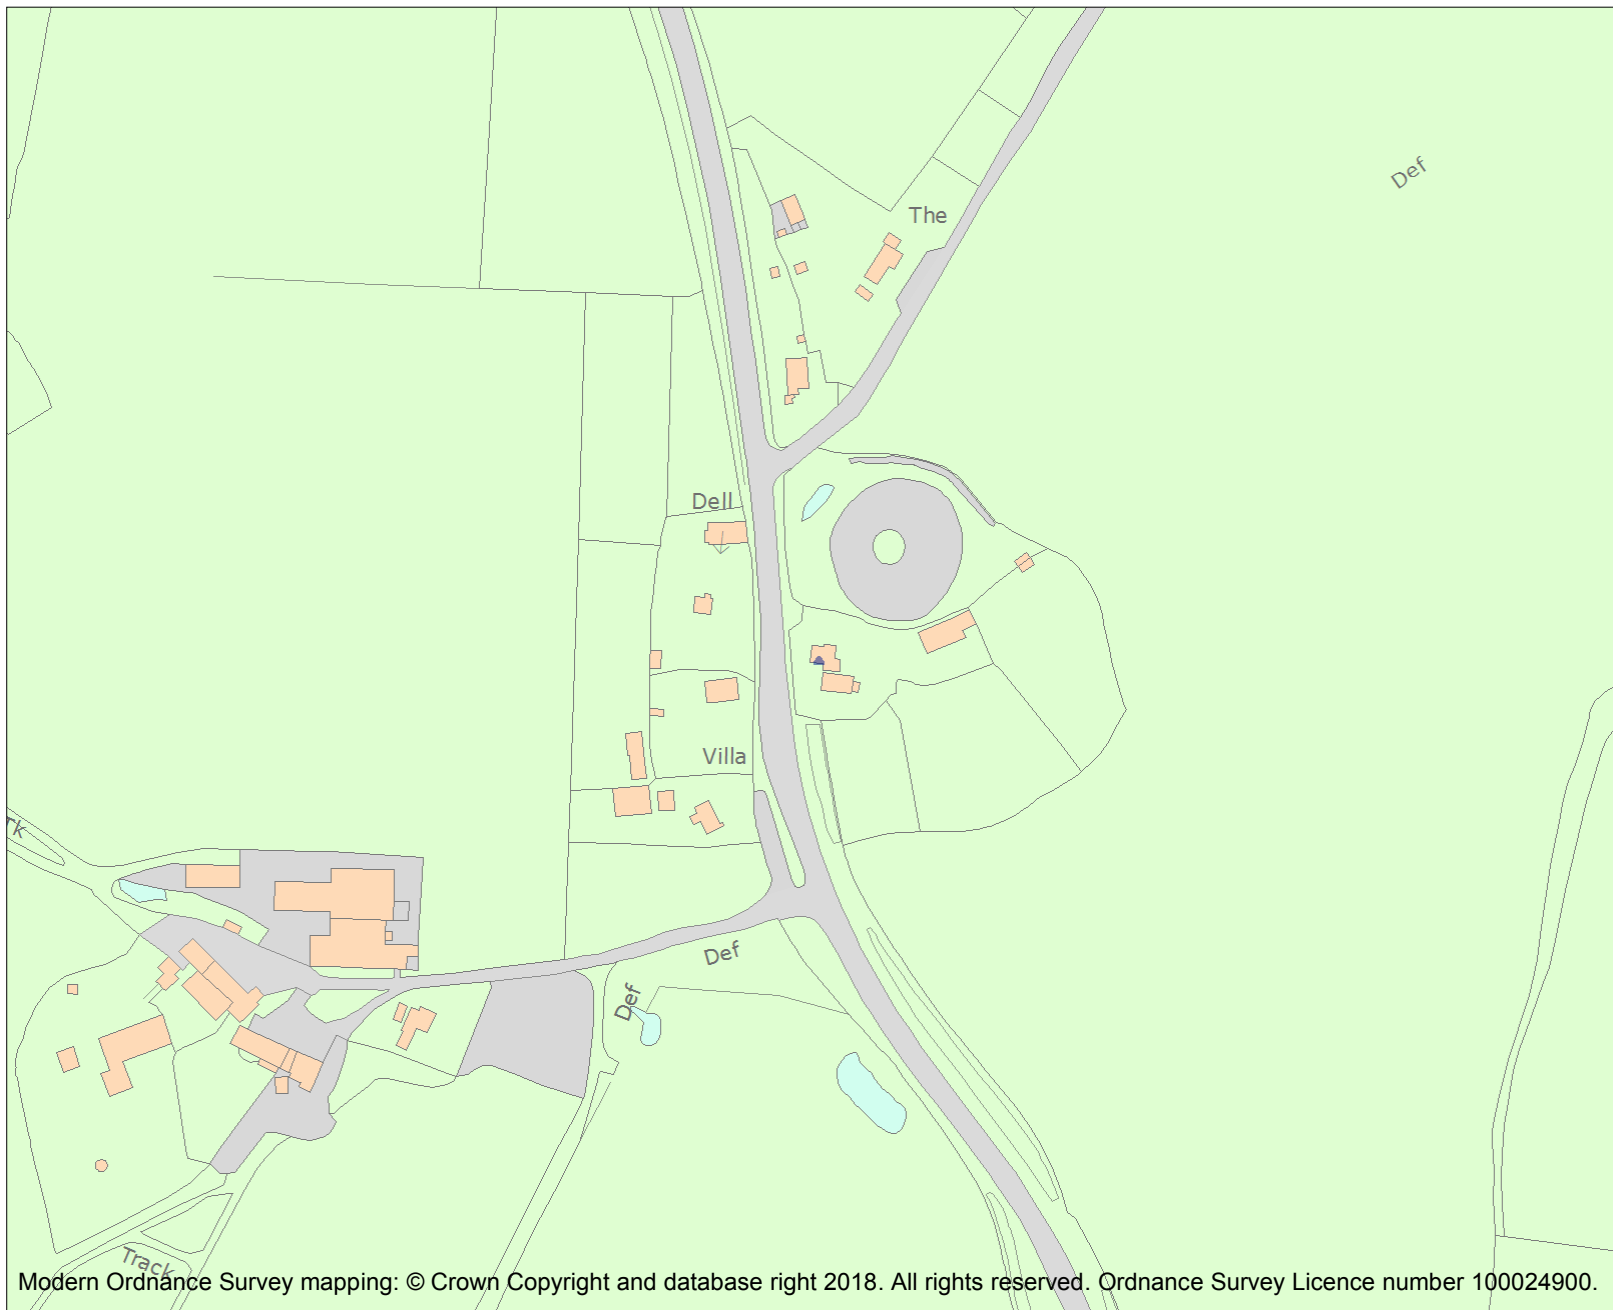 Def
The
Dell
Villa
Tk
Def
Def
Track
Modern Ordnance Survey mapping: © Crown Copyright and database right 2018. All rights reserved. Ordnance Survey Licence number 100024900.